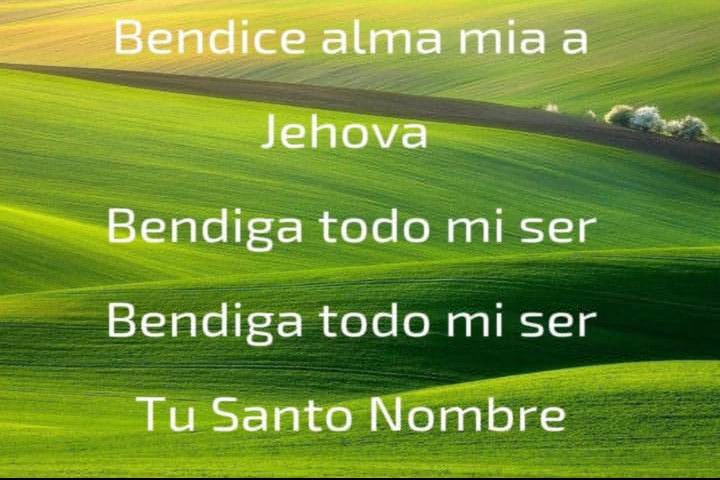 Bendice alma mia a
Jehova
Bendiga todo mi ser
Bendiga todo mi ser
Tu Santo Nombre